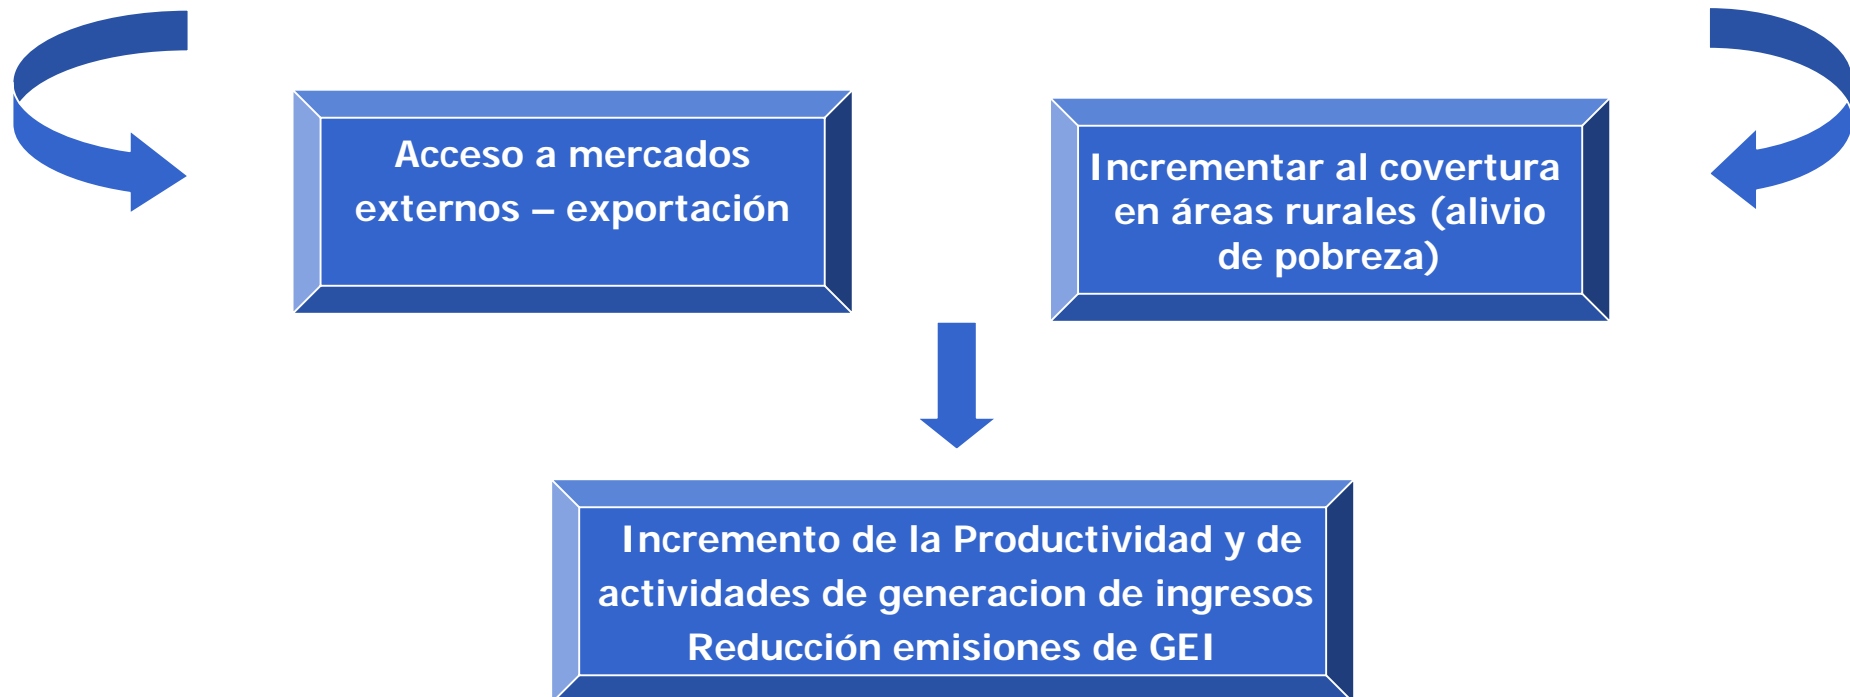 Acceso a mercados
externos – exportación
Incrementar al covertura
en áreas rurales (alivio
de pobreza)
Incremento de la Productividad y de
actividades de generacion de ingresos
Reducción emisiones de GEI